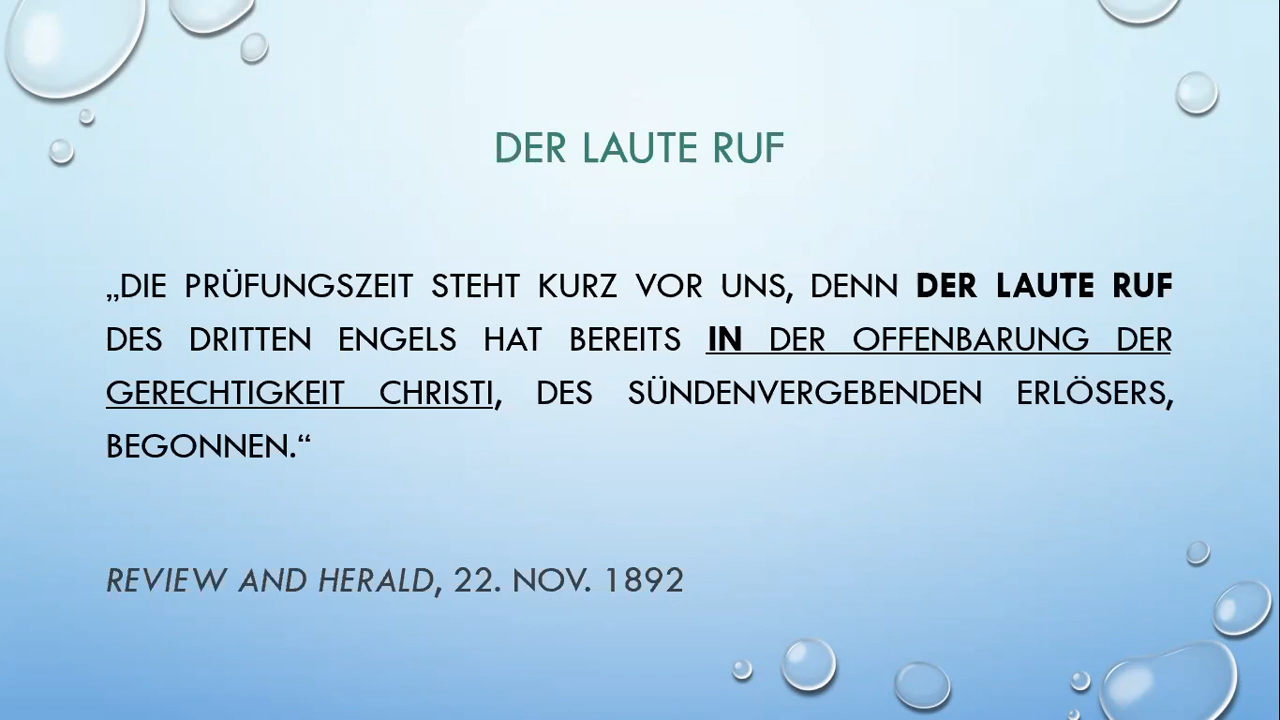 DER LAUTE RUF
„DIE PRÜFUNGSZEIT STEHT KURZ VOR UNS, DENN DER LAUTE RUF
DES DRITTEN ENGELS HAT BEREITS IN DER OFFENBARUNG DER
GERECHTIGKEIT CHRISTI, DES SÜNDENVERGEBENDEN ERLÖSERS,
BEGONNEN.“
REVIEW AND HERALD, 22. NOV. 1892